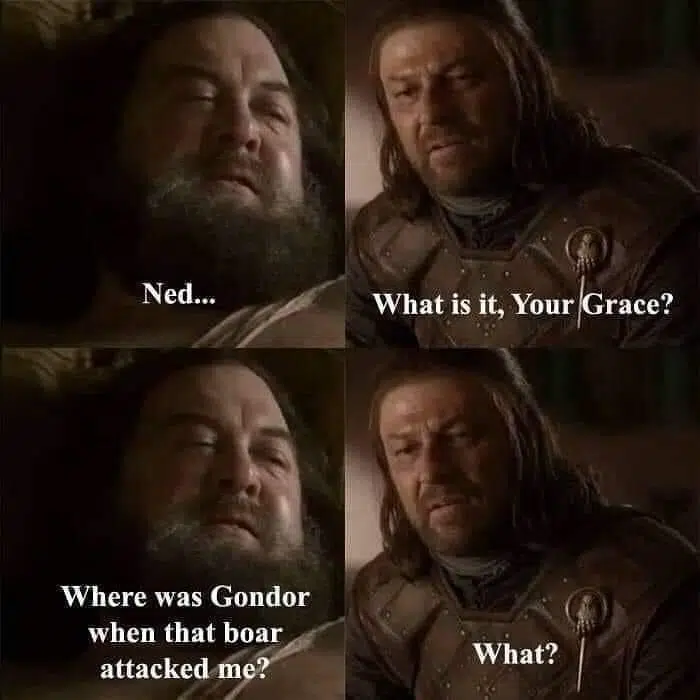 Ned...
What is it, Your Grace?
Where was Gondor
when that boar
attacked me?
What?